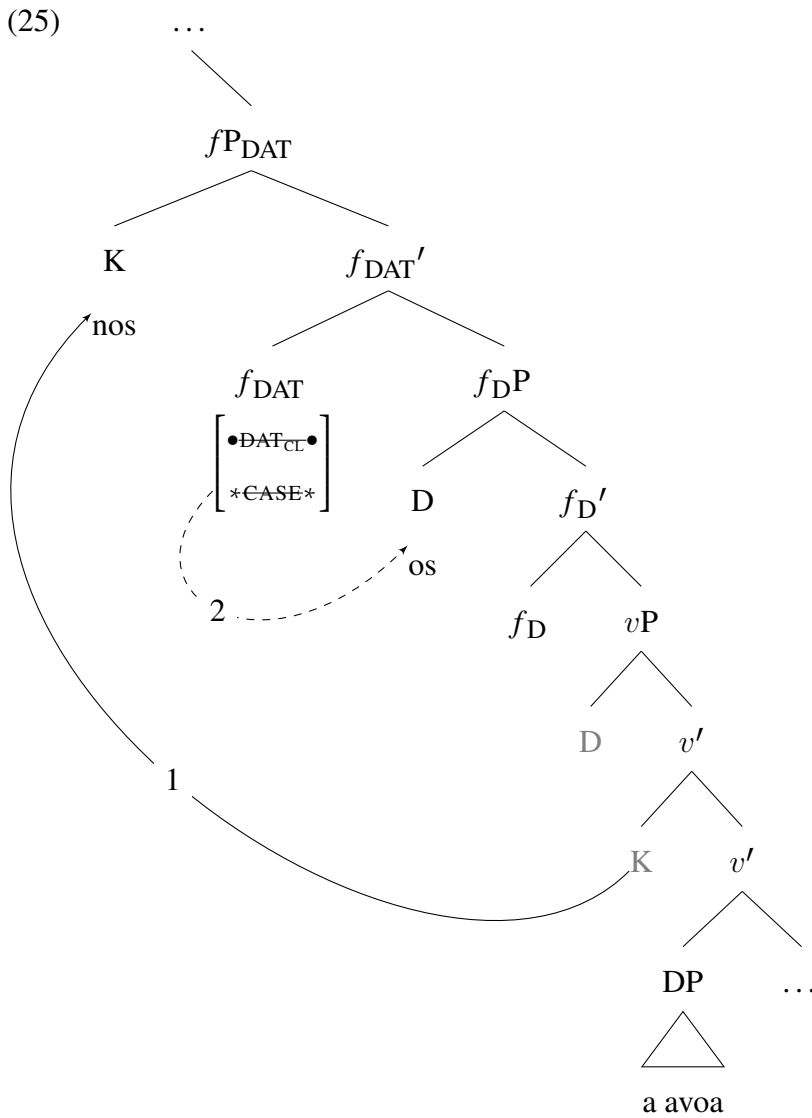 (25) …
fP_DAT
K f_DAT′
nos
f_DAT f_DP
[•DAT_CL•
∗CASE∗] D f_D′
os
2 f_D vP
D v′
1
K v′
DP …
a avoa